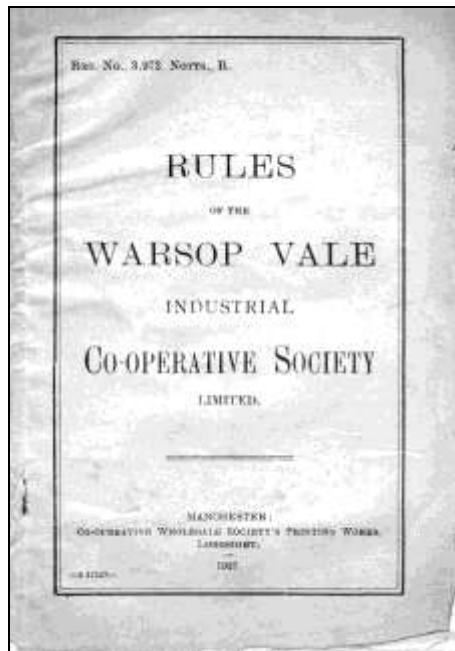 REG. No. 3,972. NOTTS., R.
RULES
OF THE
WARSOP VALE
INDUSTRIAL
CO-OPERATIVE SOCIETY
LIMITED.
MANCHESTER:
CO-OPERATIVE WHOLESALE SOCIETY'S PRINTING WORKS,
LONGSIGHT.